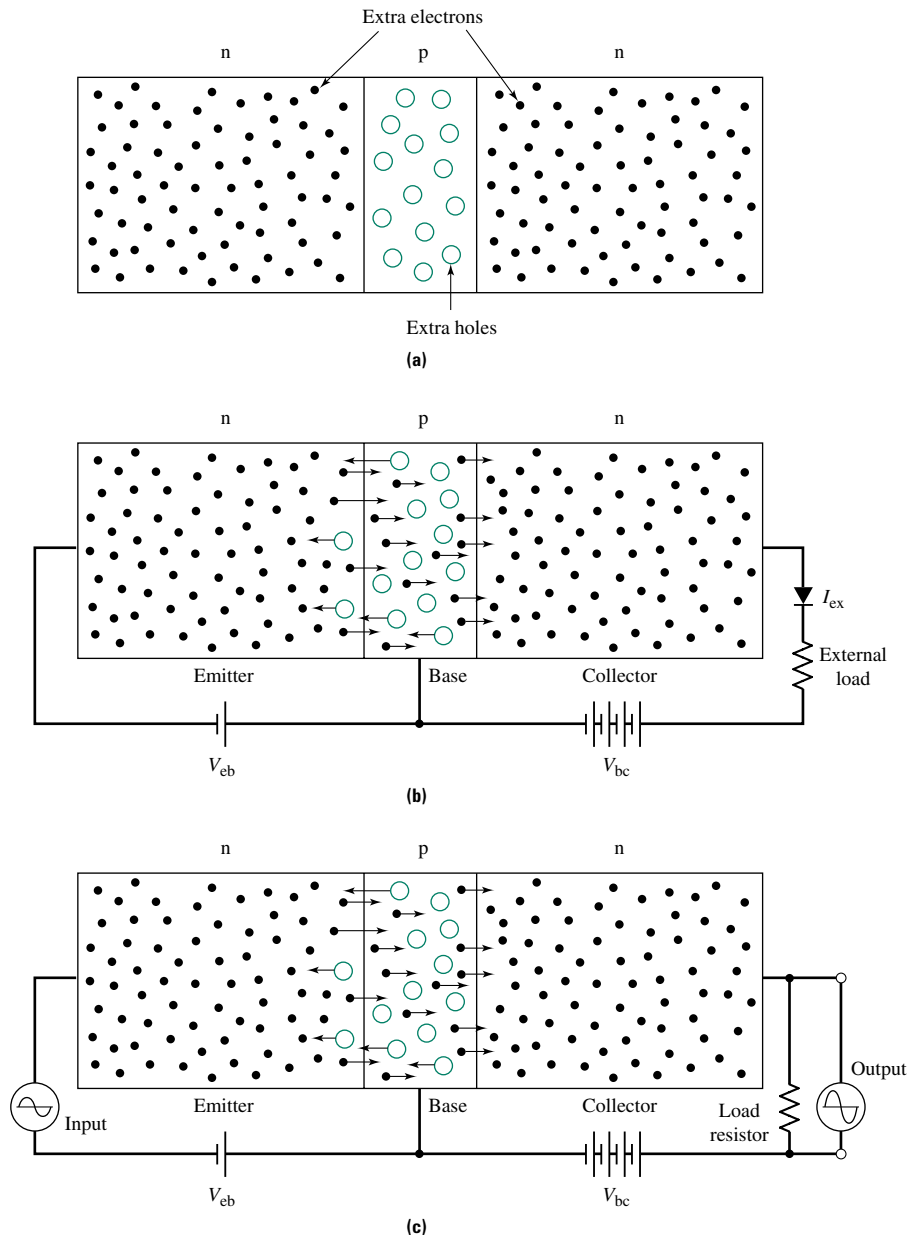 Extra electrons
n p n
Extra holes
(a)
n p n
I_ex
External
load
Emitter Base Collector
V_eb V_bc
(b)
n p n
Output
Input
Emitter Base Collector
Load
resistor
V_eb V_bc
(c)